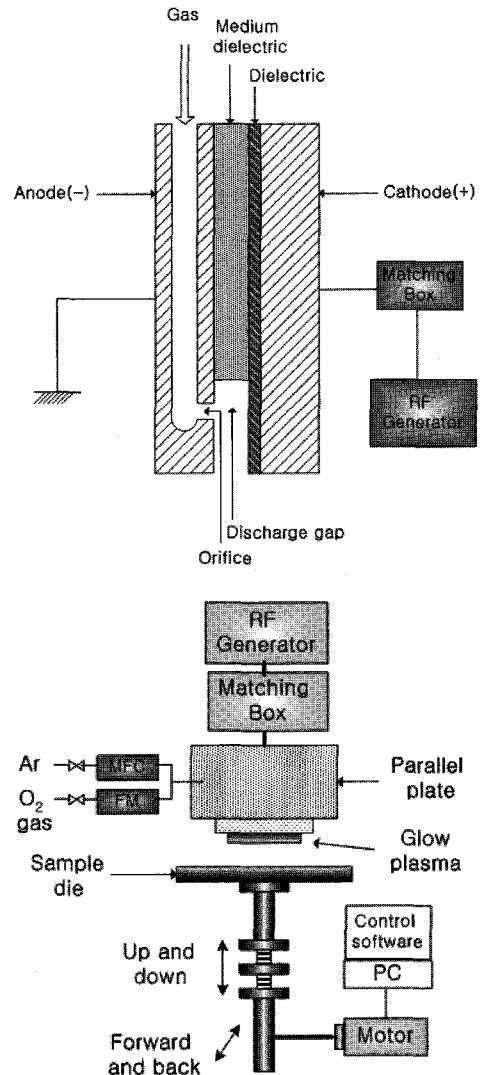 Gas
Medium
dielectric
Dielectric
Anode(-)
Cathode(+)
Matching
Box
RF
Generator
Discharge gap
Orifice
RF
Generator
Matching
Box
Ar
MFC
O₂
gas
FM
Parallel
plate
Glow
plasma
Sample
die
Up and
down
Control
software
PC
Motor
Forward
and back